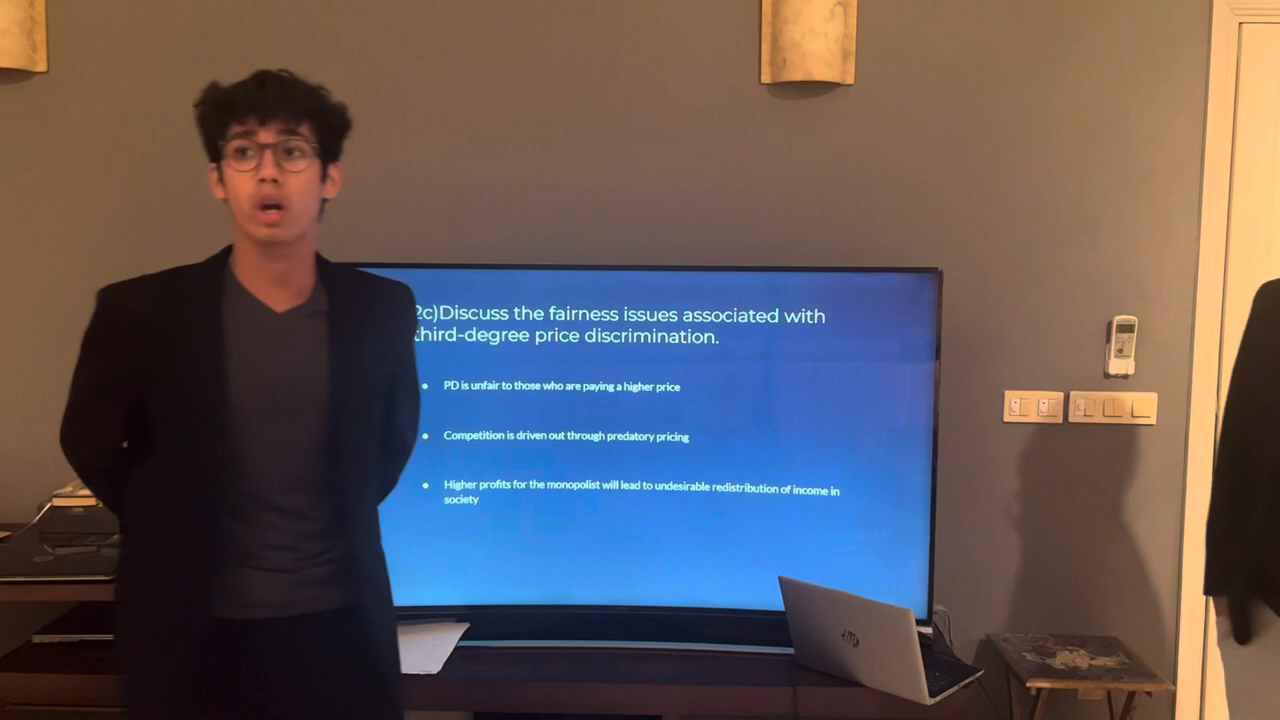 2c)Discuss the fairness issues associated with
third-degree price discrimination.
• PD is unfair to those who are paying a higher price
• Competition is driven out through predatory pricing
• Higher profits for the monopolist will lead to undesirable redistribution of income in
society
hp